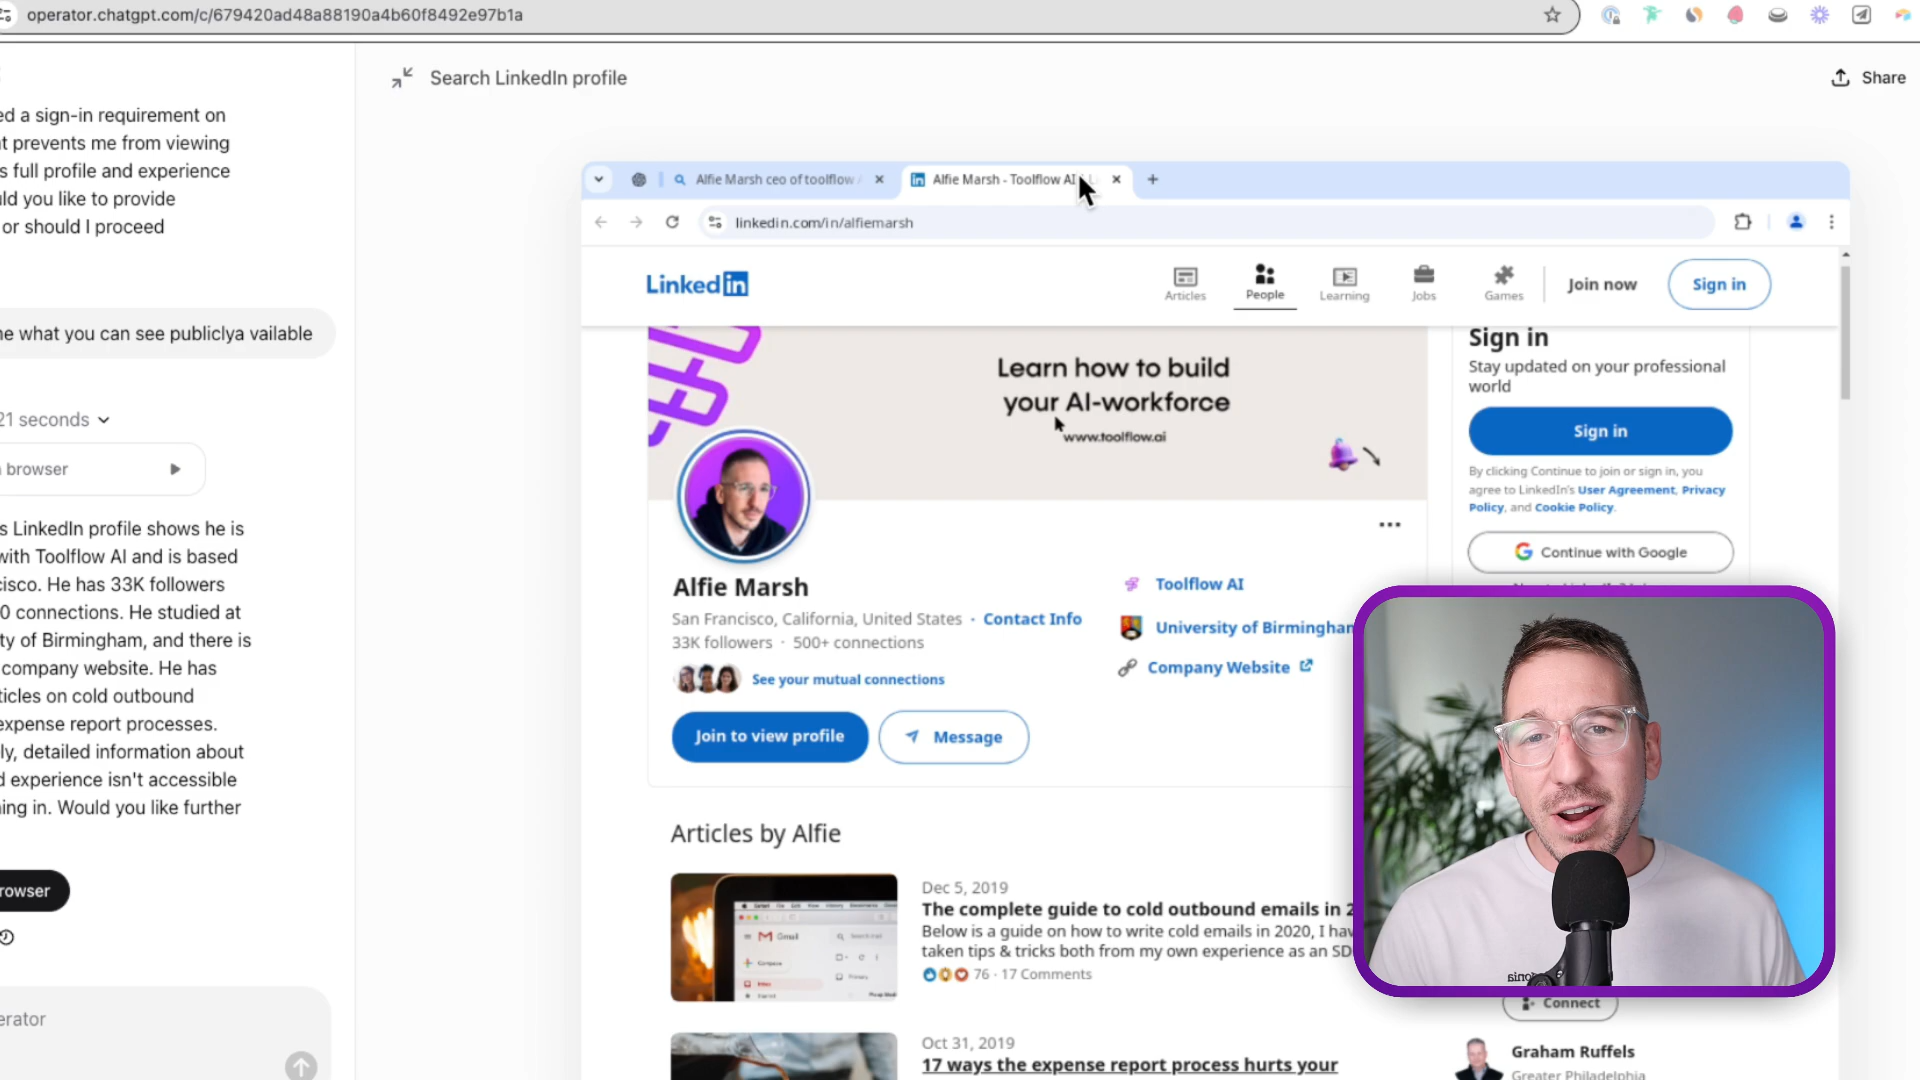 operator.chatgpt.com/c/679420ad48a88190a4b60f8492e97b1a
ed a sign-in requirement on
t prevents me from viewing
s full profile and experience
uld you like to provide
or should I proceed
ne what you can see publiclya vailable
21 seconds
browser
s LinkedIn profile shows he is
with Toolflow AI and is based
cisco. He has 33K followers
0 connections. He studied at
ty of Birmingham, and there is
company website. He has
ticles on cold outbound
expense report processes.
ly, detailed information about
d experience isn't accessible
ning in. Would you like further
rowser
erator
Search LinkedIn profile
Share
Alfie Marsh ceo of toolflow
Alfie Marsh - Toolflow AI
linkedin.com/in/alfiemarsh
LinkedIn
Articles
People
Learning
Jobs
Games
Join now
Sign in
Learn how to build
your AI-workforce
www.toolflow.ai
Alfie Marsh
San Francisco, California, United States · Contact Info
33K followers · 500+ connections
See your mutual connections
Join to view profile
Message
Toolflow AI
University of Birmingham
Company Website
Sign in
Stay updated on your professional
world
Sign in
By clicking Continue to join or sign in, you
agree to LinkedIn's User Agreement, Privacy
Policy, and Cookie Policy.
Continue with Google
Articles by Alfie
Gmail
Compose
Dec 5, 2019
The complete guide to cold outbound emails in 2
Below is a guide on how to write cold emails in 2020, I hav
taken tips & tricks both from my own experience as an SD
76 · 17 Comments
Oct 31, 2019
17 ways the expense report process hurts your
Connect
Graham Ruffels
Greater Philadelphia